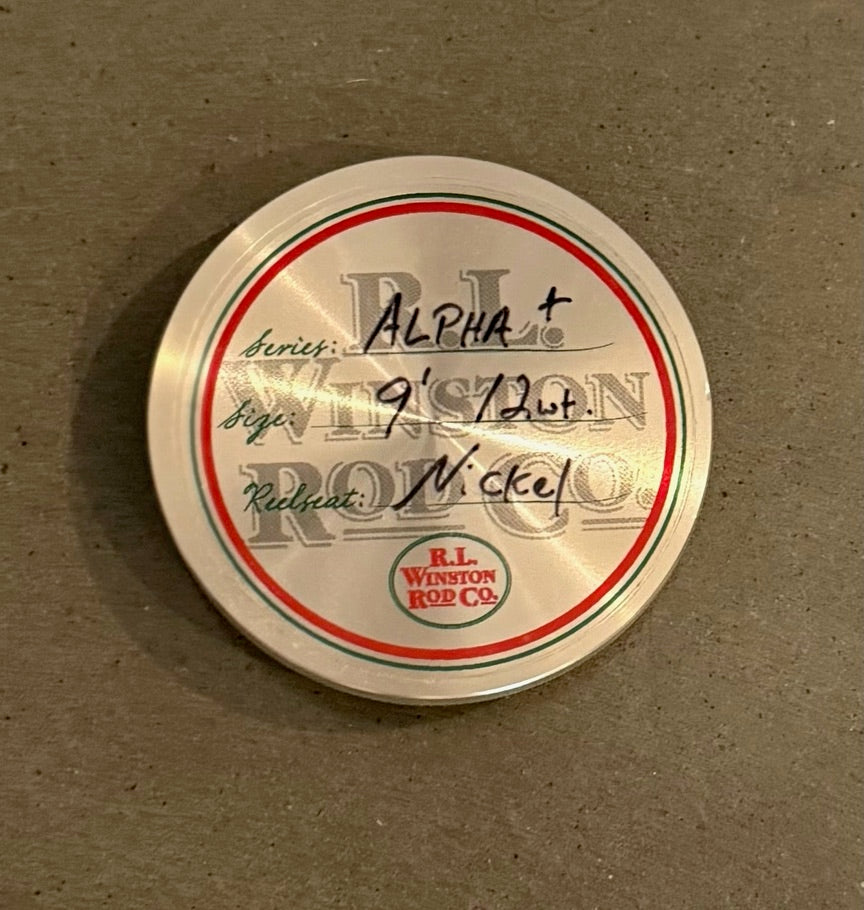 R.L.
WINSTON
ROD CO.
Series: ALPHA +
Size: 9' 12wt.
Reelseat: Nickel
R.L.
WINSTON
ROD CO.